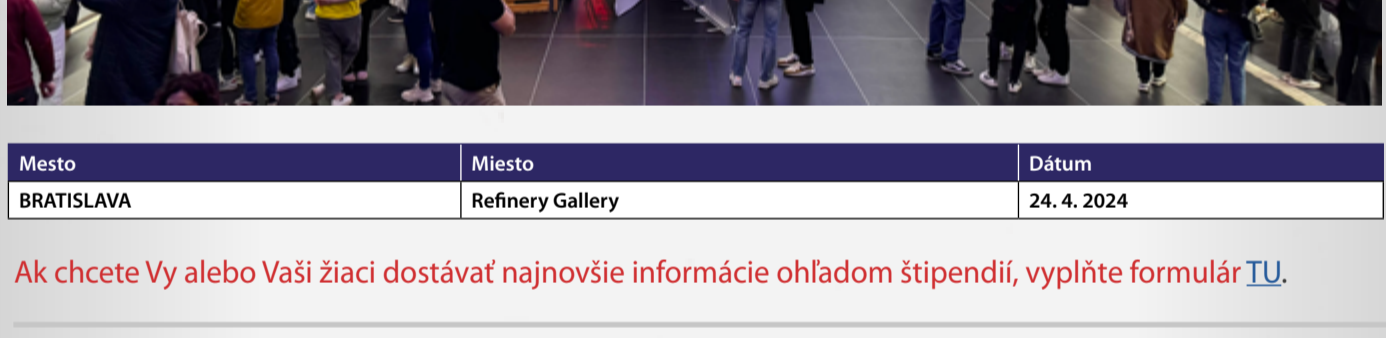 Mesto Miesto Dátum
BRATISLAVA Refinery Gallery 24. 4. 2024
Ak chcete Vy alebo Vaši žiaci dostávať najnovšie informácie ohľadom štipendií, vyplňte formulár TU.